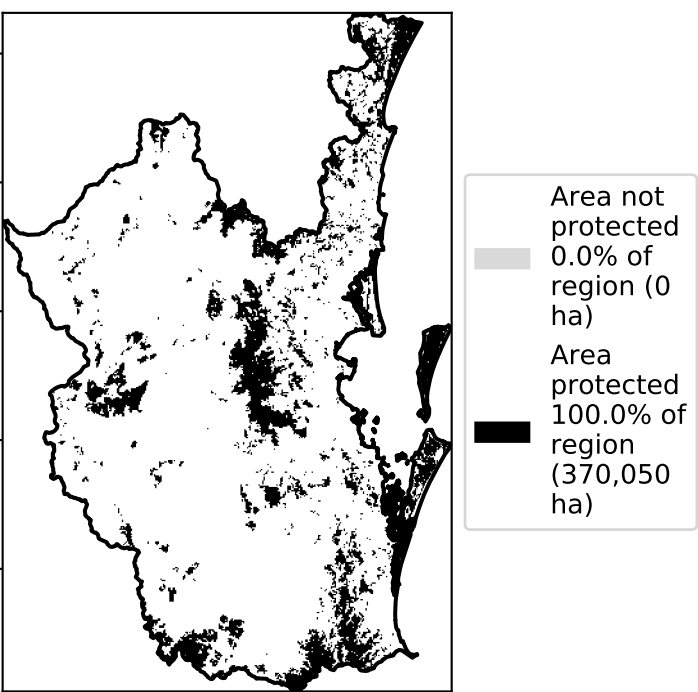 Area not
protected
0.0% of
region (0
ha)
Area
protected
100.0% of
region
(370,050
ha)